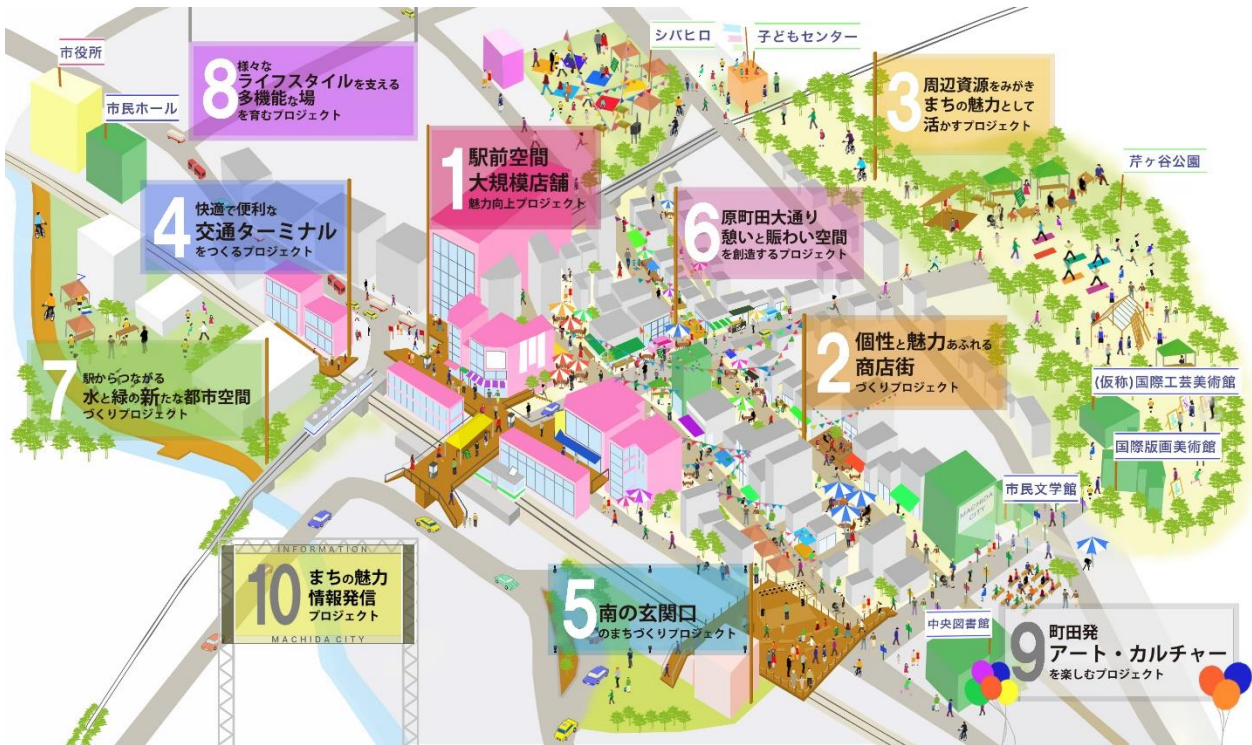 市役所
市民ホール
8
様々な
ライフスタイルを支える
多機能な場
を育むプロジェクト
シバヒロ
子どもセンター
3
周辺資源をみがき
まちの魅力として
活かすプロジェクト
芹ヶ谷公園
1
駅前空間
大規模店舗
魅力向上プロジェクト
4
快適で便利な
交通ターミナル
をつくるプロジェクト
6
原町田大通り
憩いと賑わい空間
を創造するプロジェクト
2
個性と魅力あふれる
商店街
づくりプロジェクト
7
駅からつながる
水と緑の新たな都市空間
づくりプロジェクト
(仮称)国際工芸美術館
国際版画美術館
市民文学館
MACHIDA
CITY
INFORMATION
10
まちの魅力
情報発信
プロジェクト
MACHIDA CITY
5
南の玄関口
のまちづくりプロジェクト
中央図書館
9
町田発
アート・カルチャー
を楽しむプロジェクト